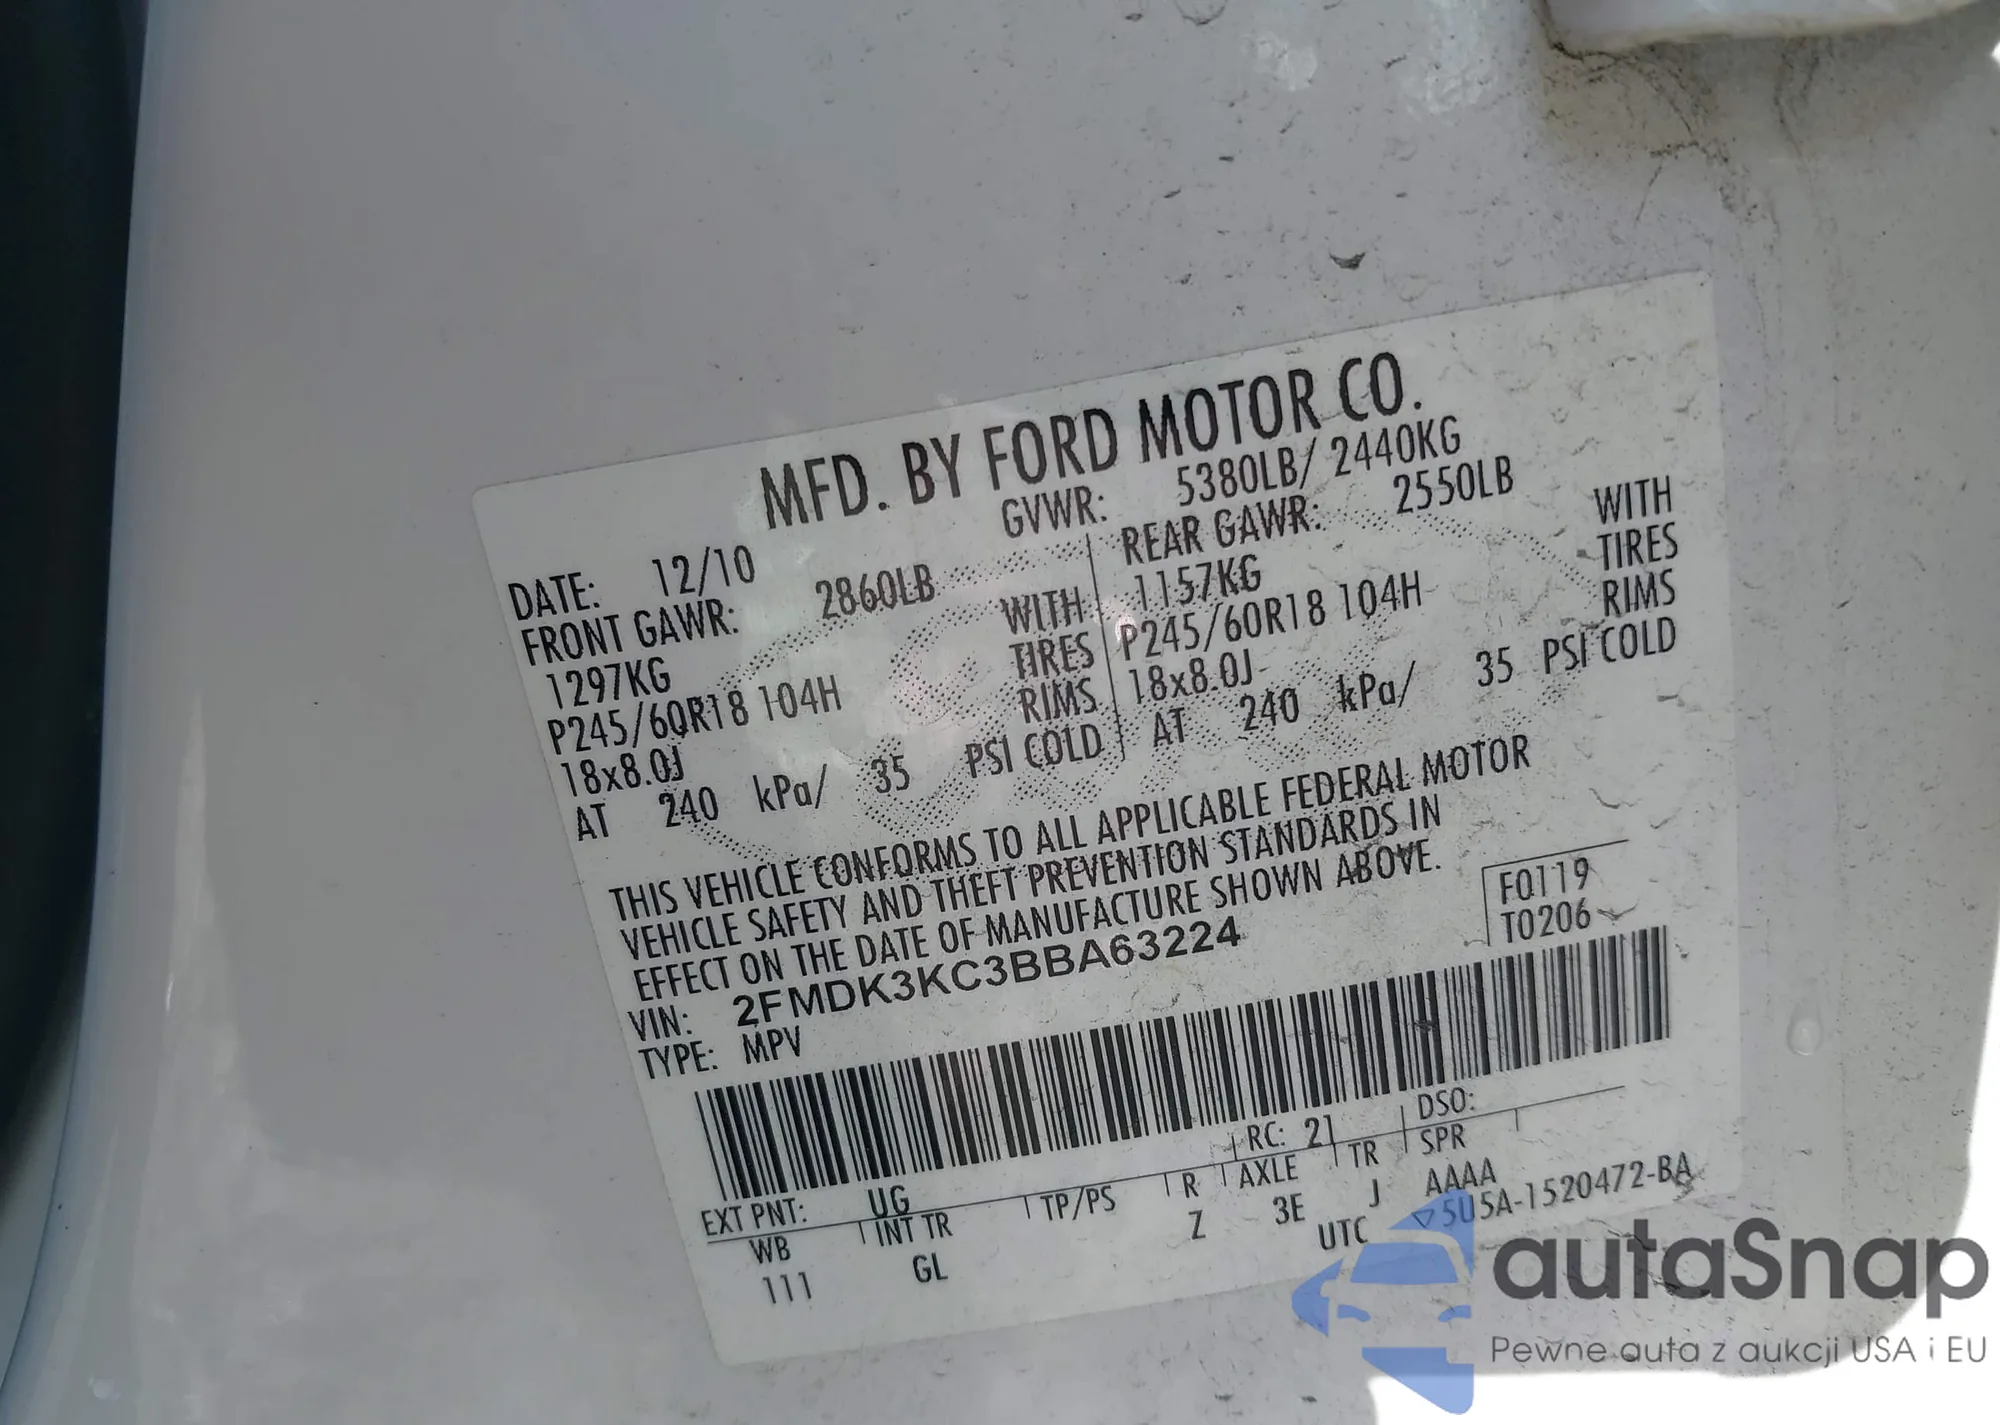 MFD. BY FORD MOTOR CO.
DATE: 12/10 GVWR: 5380LB/ 2440KG
FRONT GAWR: 2860LB REAR GAWR: 2550LB
1297KG WITH 1157KG WITH
P245/60R18 104H TIRES P245/60R18 104H TIRES
18x8.0J RIMS 18x8.0J RIMS
AT 240 kPa/ 35 PSI COLD AT 240 kPa/ 35 PSI COLD
THIS VEHICLE CONFORMS TO ALL APPLICABLE FEDERAL MOTOR
VEHICLE SAFETY AND THEFT PREVENTION STANDARDS IN
EFFECT ON THE DATE OF MANUFACTURE SHOWN ABOVE.
VIN: 2FMDK3KC3BBA63224 F0119
TYPE: MPV T0206
EXT PNT: UG RC: 21 DSO:
WB INT TR TP/PS R AXLE TR SPR
111 GL Z 3E J AAAA
UTC ▽5U5A-1520472-BA
autaSnap
Pewne auta z aukcji USA i EU